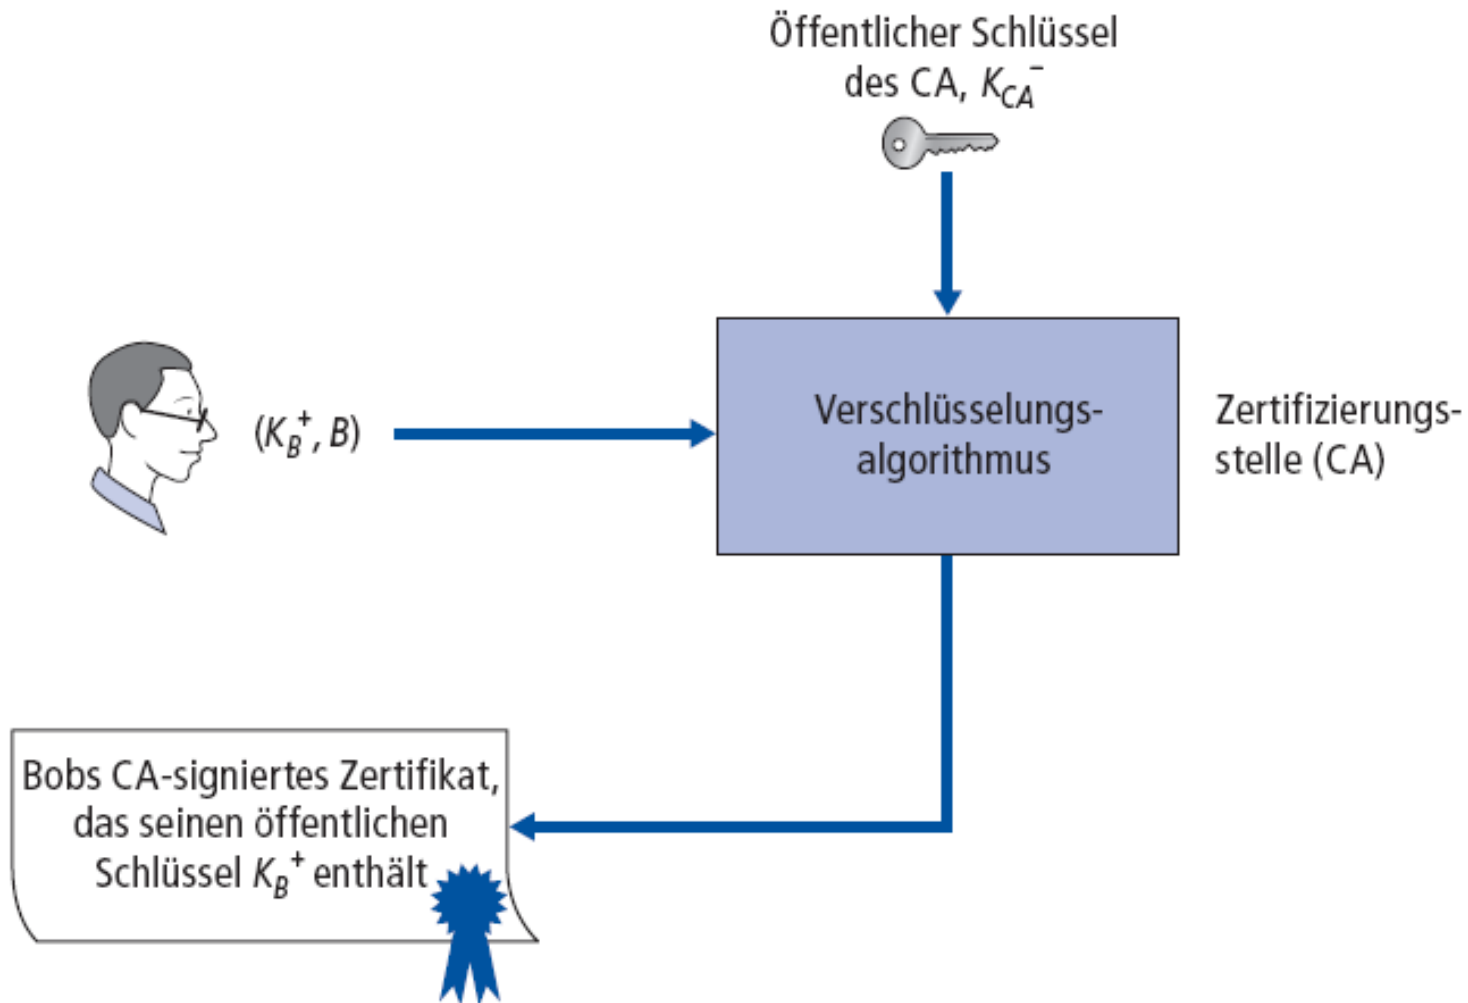 Öffentlicher Schlüssel
des CA, K_CA^−
(K_B^+, B)
Verschlüsselungs-
algorithmus
Zertifizierungs-
stelle (CA)
Bobs CA-signiertes Zertifikat,
das seinen öffentlichen
Schlüssel K_B^+ enthält